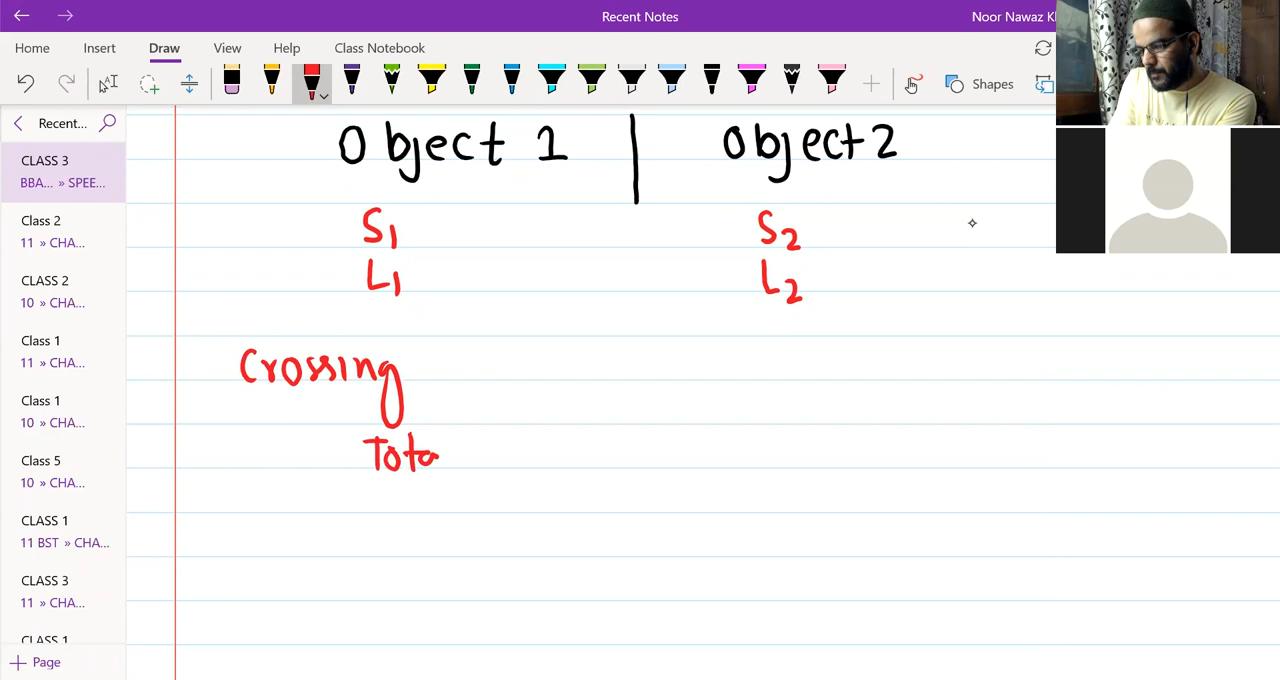 Recent Notes
Noor Nawaz Kh
Home Insert Draw View Help Class Notebook
Shapes
Recent...
CLASS 3
BBA... » SPEE...
Class 2
11 » CHA...
CLASS 2
10 » CHA...
Class 1
11 » CHA...
Class 1
10 » CHA...
Class 5
10 » CHA...
CLASS 1
11 BST » CHA...
CLASS 3
11 » CHA...
CLASS 1
Page
Object 1 | Object 2
S1 S2
L1 L2
Crossing
Tota